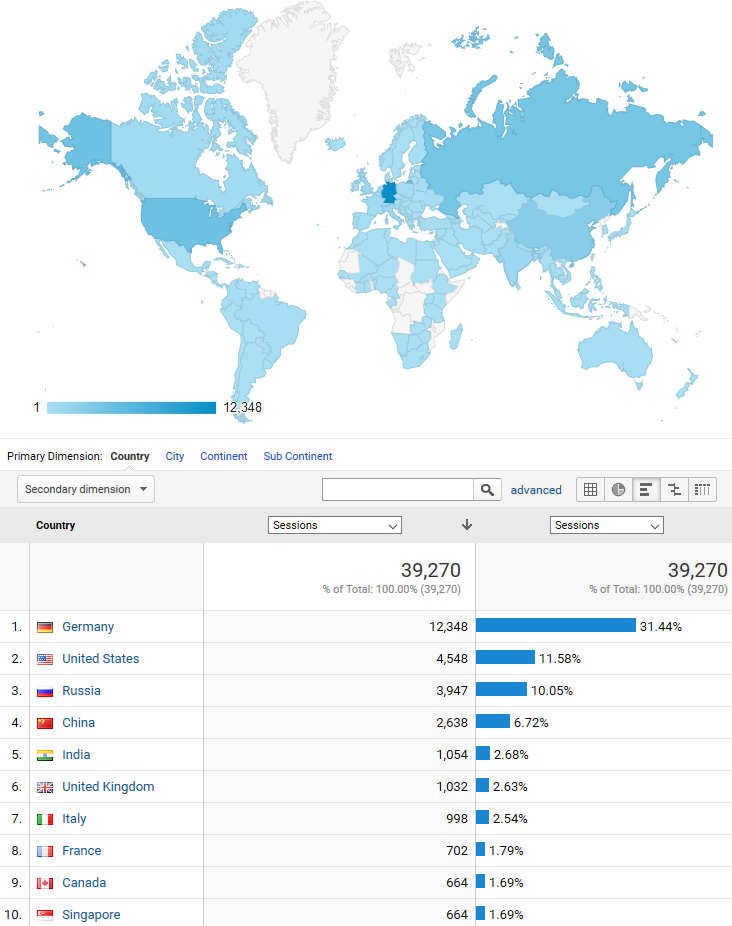 1 12,348
Primary Dimension: Country City Continent Sub Continent
Secondary dimension advanced
Country Sessions Sessions
39,270 39,270
% of Total: 100.00% (39,270) % of Total: 100.00% (39,270)
1. Germany 12,348 31.44%
2. United States 4,548 11.58%
3. Russia 3,947 10.05%
4. China 2,638 6.72%
5. India 1,054 2.68%
6. United Kingdom 1,032 2.63%
7. Italy 998 2.54%
8. France 702 1.79%
9. Canada 664 1.69%
10. Singapore 664 1.69%